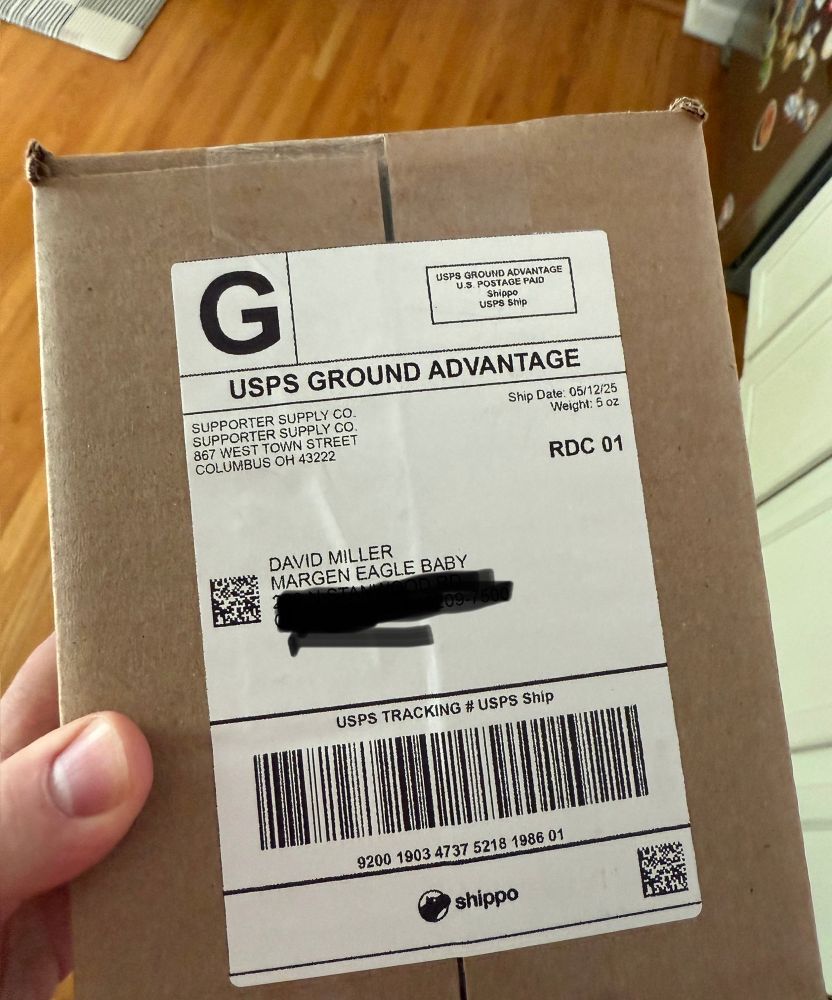 G
USPS GROUND ADVANTAGE
U.S. POSTAGE PAID
Shippo
USPS Ship
USPS GROUND ADVANTAGE
Ship Date: 05/12/25
Weight: 5 oz
RDC 01
SUPPORTER SUPPLY CO.
SUPPORTER SUPPLY CO.
867 WEST TOWN STREET
COLUMBUS OH 43222
DAVID MILLER
MARGEN EAGLE BABY
USPS TRACKING # USPS Ship
9200 1903 4737 5218 1986 01
shippo